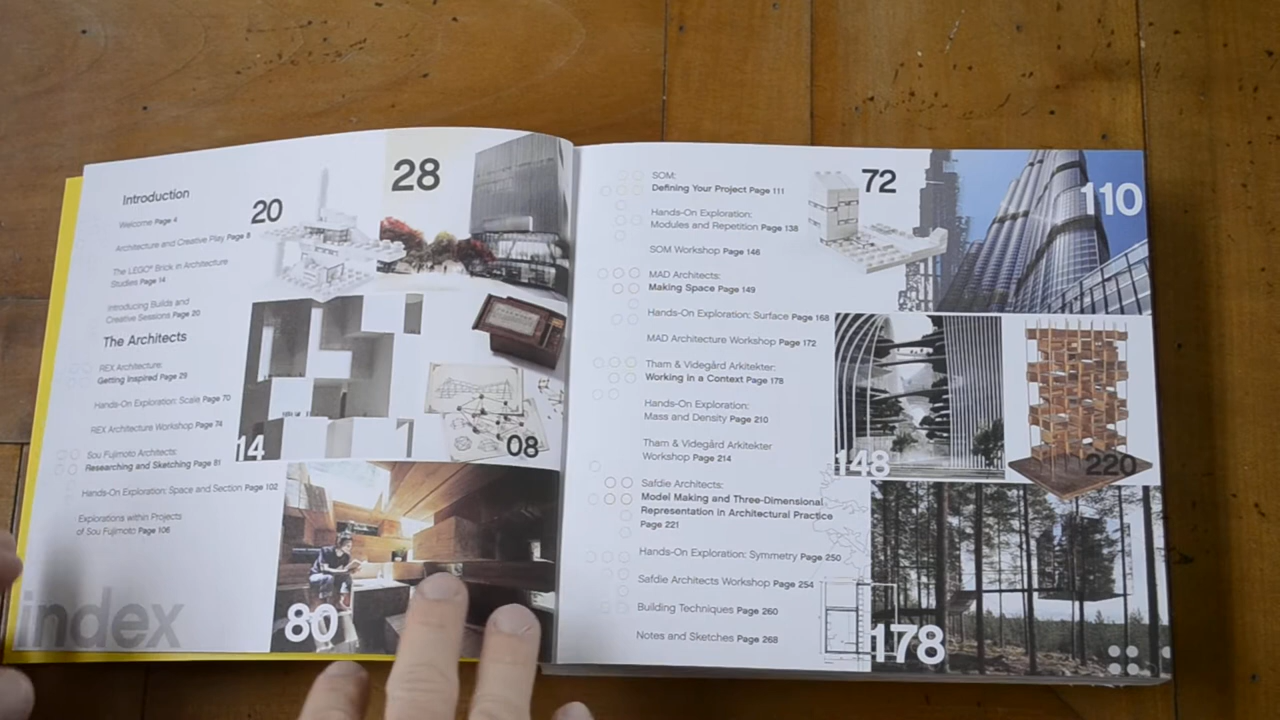 Introduction
Welcome Page 4
Architecture and Creative Play Page 8
The LEGO® Brick in Architecture
Studies Page 14
Introducing Builds and
Creative Sessions Page 20
The Architects
REX Architecture:
Getting Inspired Page 29
Hands-On Exploration: Scale Page 70
REX Architecture Workshop Page 74
Sou Fujimoto Architects:
Researching and Sketching Page 81
Hands-On Exploration: Space and Section Page 102
Explorations within Projects
of Sou Fujimoto Page 106
index
20
28
14
08
80
SOM:
Defining Your Project Page 111
Hands-On Exploration:
Modules and Repetition Page 138
SOM Workshop Page 146
MAD Architects:
Making Space Page 149
Hands-On Exploration: Surface Page 168
MAD Architecture Workshop Page 172
Tham & Videgård Arkitekter:
Working in a Context Page 178
Hands-On Exploration:
Mass and Density Page 210
Tham & Videgård Arkitekter
Workshop Page 214
Safdie Architects:
Model Making and Three-Dimensional
Representation in Architectural Practice
Page 221
Hands-On Exploration: Symmetry Page 250
Safdie Architects Workshop Page 254
Building Techniques Page 260
Notes and Sketches Page 268
72
110
148
220
178